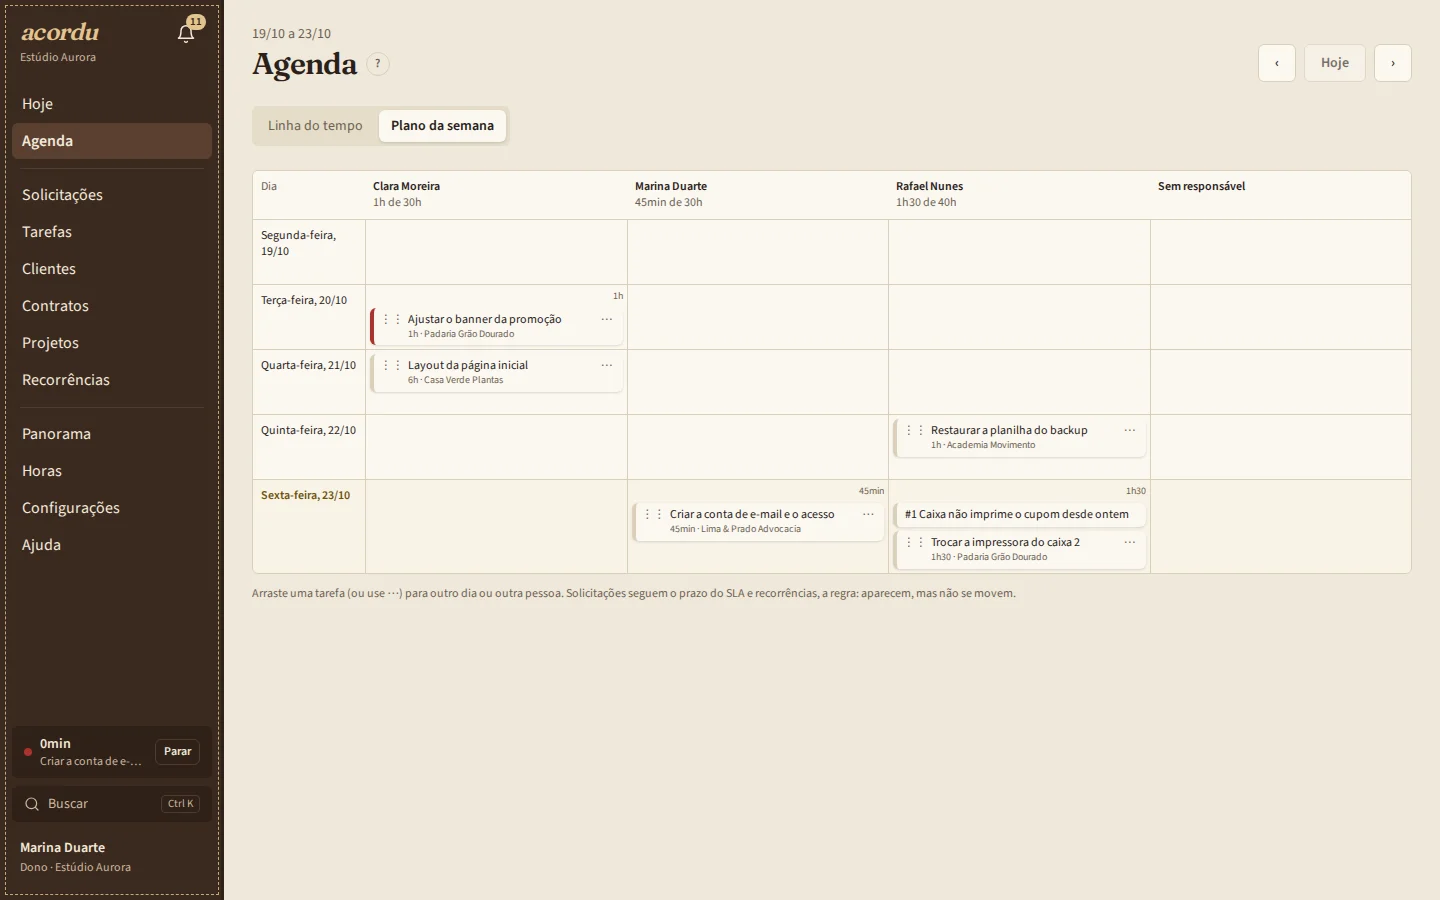 acordu
11
Estúdio Aurora
Hoje
Agenda
Solicitações
Tarefas
Clientes
Contratos
Projetos
Recorrências
Panorama
Horas
Configurações
Ajuda
0min
Criar a conta de e-…
Parar
Buscar
Ctrl K
Marina Duarte
Dono · Estúdio Aurora
19/10 a 23/10
Agenda
?
‹
Hoje
›
Linha do tempo
Plano da semana
Dia
Clara Moreira
1h de 30h
Marina Duarte
45min de 30h
Rafael Nunes
1h30 de 40h
Sem responsável
Segunda-feira,
19/10
Terça-feira, 20/10
1h
Ajustar o banner da promoção
···
1h · Padaria Grão Dourado
Quarta-feira, 21/10
Layout da página inicial
···
6h · Casa Verde Plantas
Quinta-feira, 22/10
Restaurar a planilha do backup
···
1h · Academia Movimento
Sexta-feira, 23/10
45min
Criar a conta de e-mail e o acesso
···
45min · Lima & Prado Advocacia
1h30
#1 Caixa não imprime o cupom desde ontem
Trocar a impressora do caixa 2
···
1h30 · Padaria Grão Dourado
Arraste uma tarefa (ou use ···) para outro dia ou outra pessoa. Solicitações seguem o prazo do SLA e recorrências, a regra: aparecem, mas não se movem.